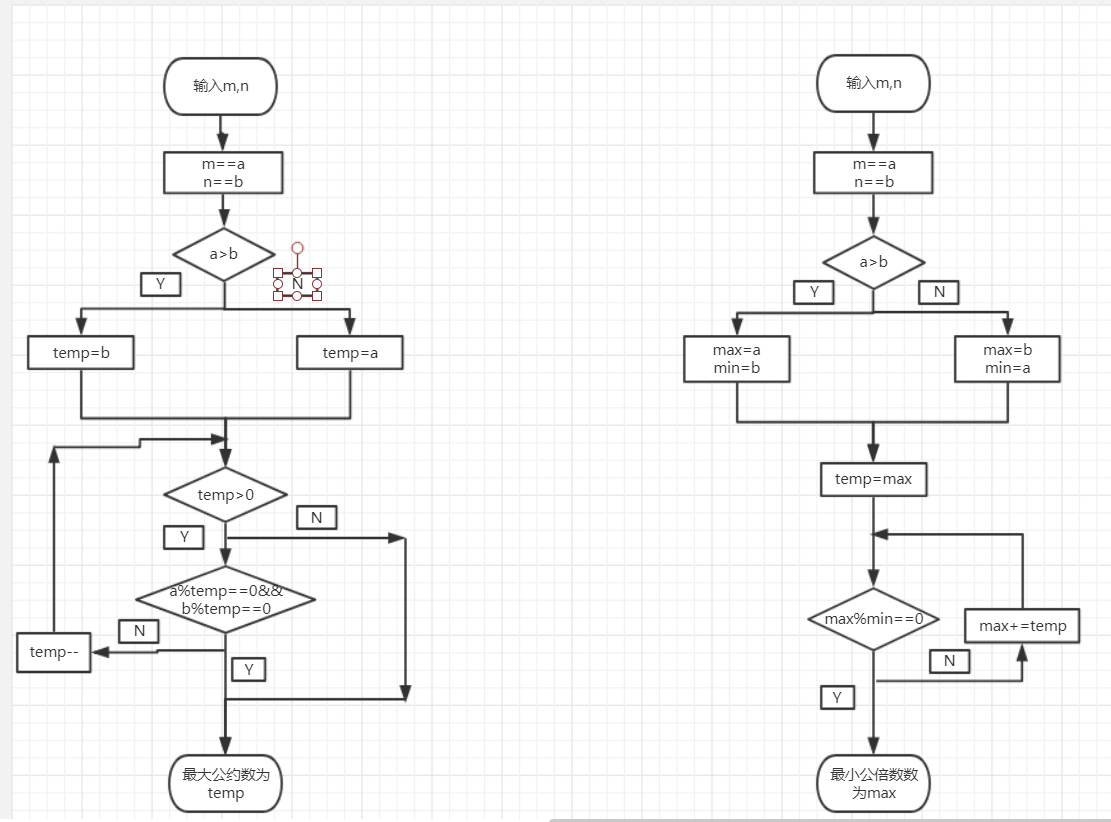 输入m,n
m==a
n==b
a>b
Y
N
temp=b
temp=a
temp>0
N
Y
a%temp==0&&
b%temp==0
N
temp--
Y
最大公约数为
temp
输入m,n
m==a
n==b
a>b
Y
N
max=a
min=b
max=b
min=a
temp=max
max%min==0
max+=temp
N
Y
最小公倍数数
为max